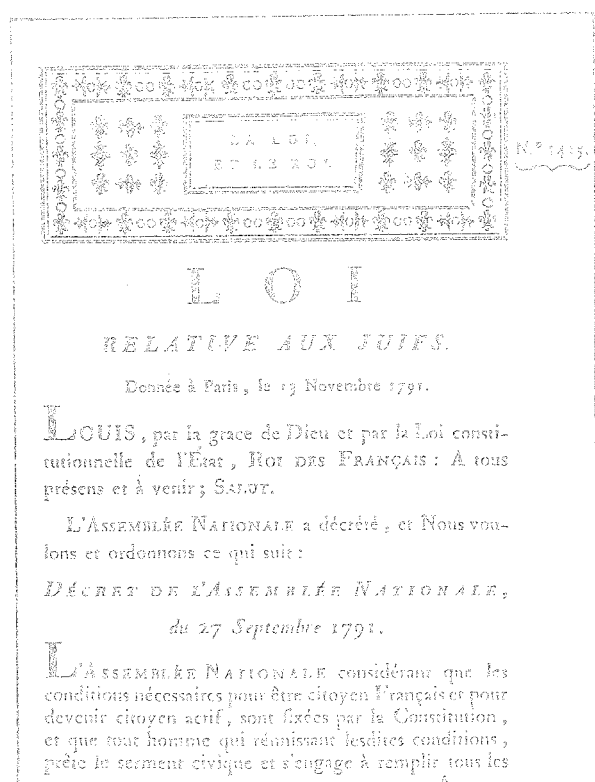 LA LOI,
ET LE ROI.
N.º 1413.
LOI
RELATIVE AUX JUIFS.
Donnée à Paris, le 13 Novembre 1791.
LOUIS, par la grace de Dieu et par la Loi consti-
tutionnelle de l'État, ROI DES FRANÇAIS : A tous
présens et à venir; SALUT.
L'ASSEMBLÉE NATIONALE a décrété, et Nous vou-
lons et ordonnons ce qui suit :
DÉCRET DE L'ASSEMBLÉE NATIONALE,
du 27 Septembre 1791.
L'ASSEMBLÉE NATIONALE considérant que les
conditions nécessaires pour être citoyen Français et pour
devenir citoyen actif, sont fixées par la Constitution,
et que tout homme qui réunissant lesdites conditions,
prête le serment civique et s'engage à remplir tous les